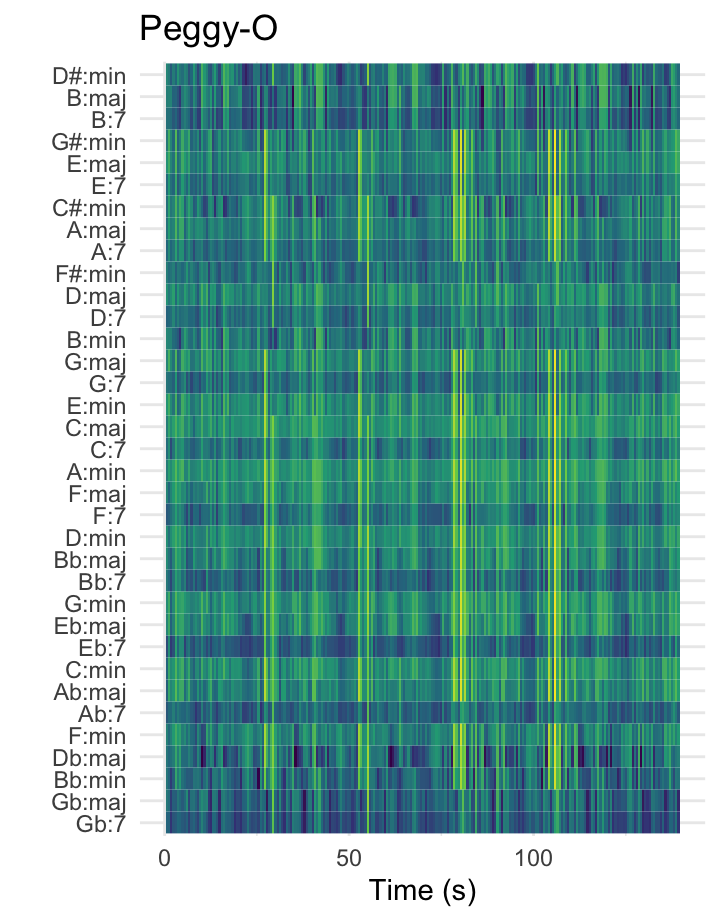 Peggy-O
D#:min
B:maj
B:7
G#:min
E:maj
E:7
C#:min
A:maj
A:7
F#:min
D:maj
D:7
B:min
G:maj
G:7
E:min
C:maj
C:7
A:min
F:maj
F:7
D:min
Bb:maj
Bb:7
G:min
Eb:maj
Eb:7
C:min
Ab:maj
Ab:7
F:min
Db:maj
Bb:min
Gb:maj
Gb:7
0 50 100
Time (s)